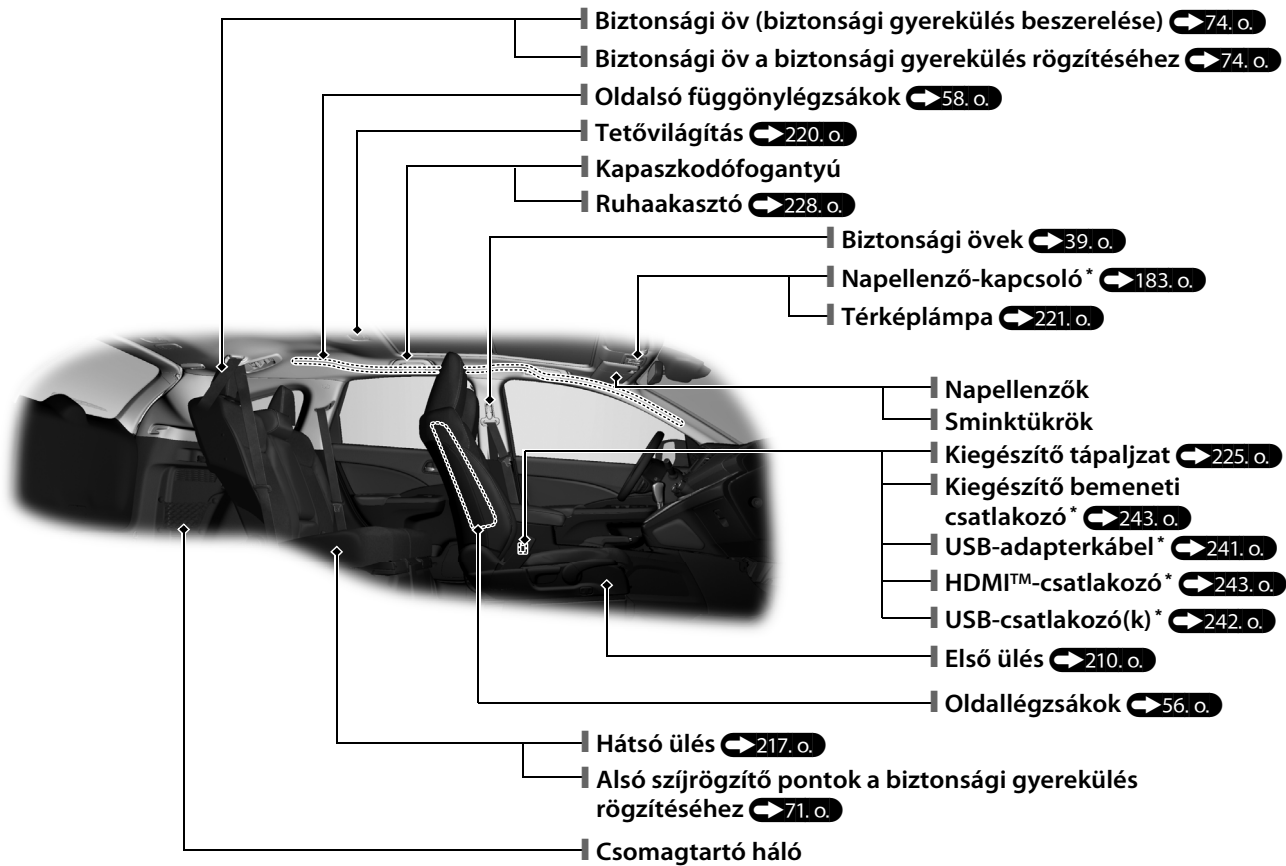 Biztonsági öv (biztonsági gyerekülés beszerelése) 74. o.
Biztonsági öv a biztonsági gyerekülés rögzítéséhez 74. o.
Oldalsó függönylégzsákok 58. o.
Tetővilágítás 220. o.
Kapaszkodófogantyú
Ruhaakasztó 228. o.
Biztonsági övek 39. o.
Napellenző-kapcsoló* 183. o.
Térképlámpa 221. o.
Napellenzők
Sminktükrök
Kiegészítő tápaljzat 225. o.
Kiegészítő bemeneti
csatlakozó* 243. o.
USB-adapterkábel* 241. o.
HDMI™-csatlakozó* 243. o.
USB-csatlakozó(k)* 242. o.
Első ülés 210. o.
Oldallégzsákok 56. o.
Hátsó ülés 217. o.
Alsó szíjrögzítő pontok a biztonsági gyerekülés
rögzítéséhez 71. o.
Csomagtartó háló